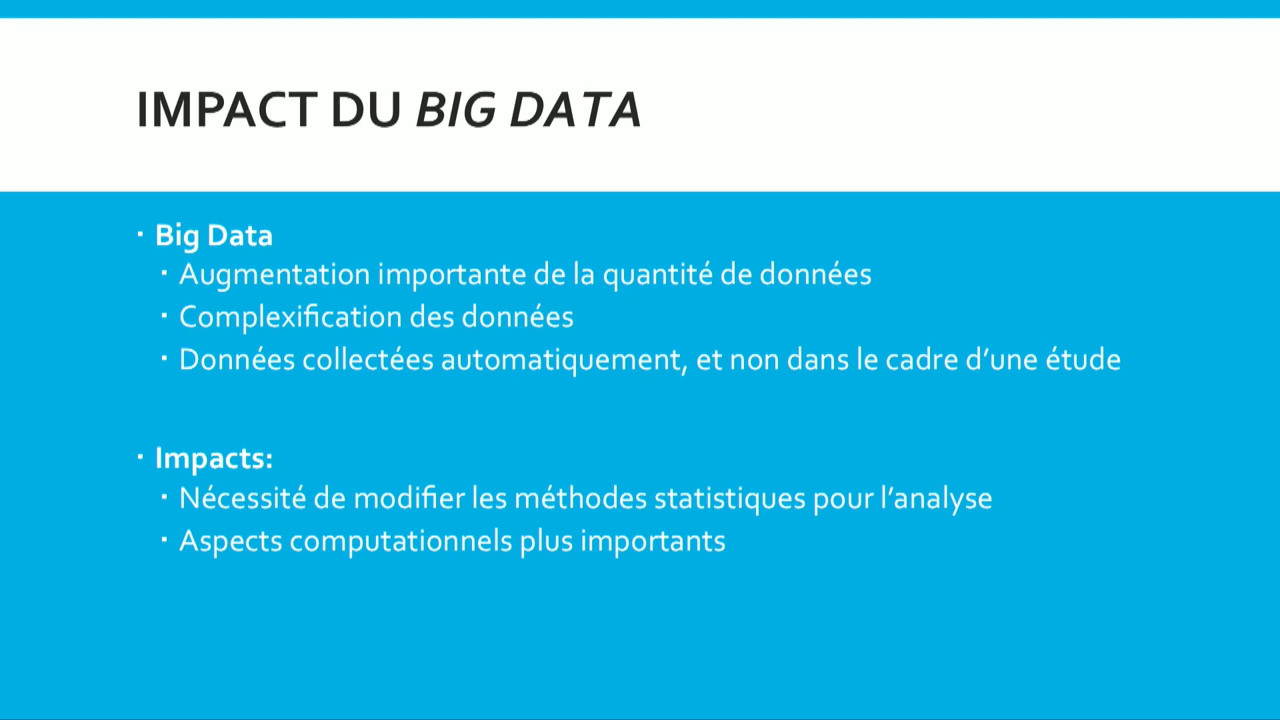 IMPACT DU BIG DATA
▪ Big Data
▪ Augmentation importante de la quantité de données
▪ Complexification des données
▪ Données collectées automatiquement, et non dans le cadre d’une étude
▪ Impacts:
▪ Nécessité de modifier les méthodes statistiques pour l’analyse
▪ Aspects computationnels plus importants